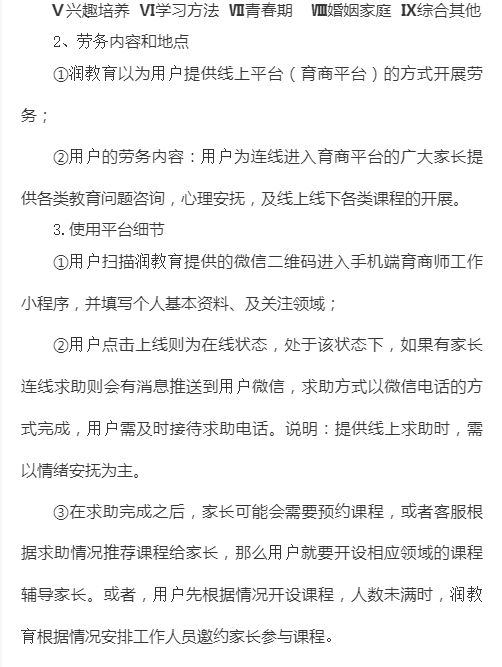 Ⅴ兴趣培养 Ⅵ学习方法 Ⅶ青春期 Ⅷ婚姻家庭 Ⅸ综合其他
2、劳务内容和地点
①润教育以为用户提供线上平台（育商平台）的方式开展劳
务；
②用户的劳务内容：用户为连线进入育商平台的广大家长提
供各类教育问题咨询，心理安抚，及线上线下各类课程的开展。
3.使用平台细节
①用户扫描润教育提供的微信二维码进入手机端育商师工作
小程序，并填写个人基本资料、及关注领域；
②用户点击上线则为在线状态，处于该状态下，如果有家长
连线求助则会有消息推送到用户微信，求助方式以微信电话的方
式完成，用户需及时接待求助电话。说明：提供线上求助时，需
以情绪安抚为主。
③在求助完成之后，家长可能会需要预约课程，或者客服根
据求助情况推荐课程给家长，那么用户就要开设相应领域的课程
辅导家长。或者，用户先根据情况开设课程，人数未满时，润教
育根据情况安排工作人员邀约家长参与课程。